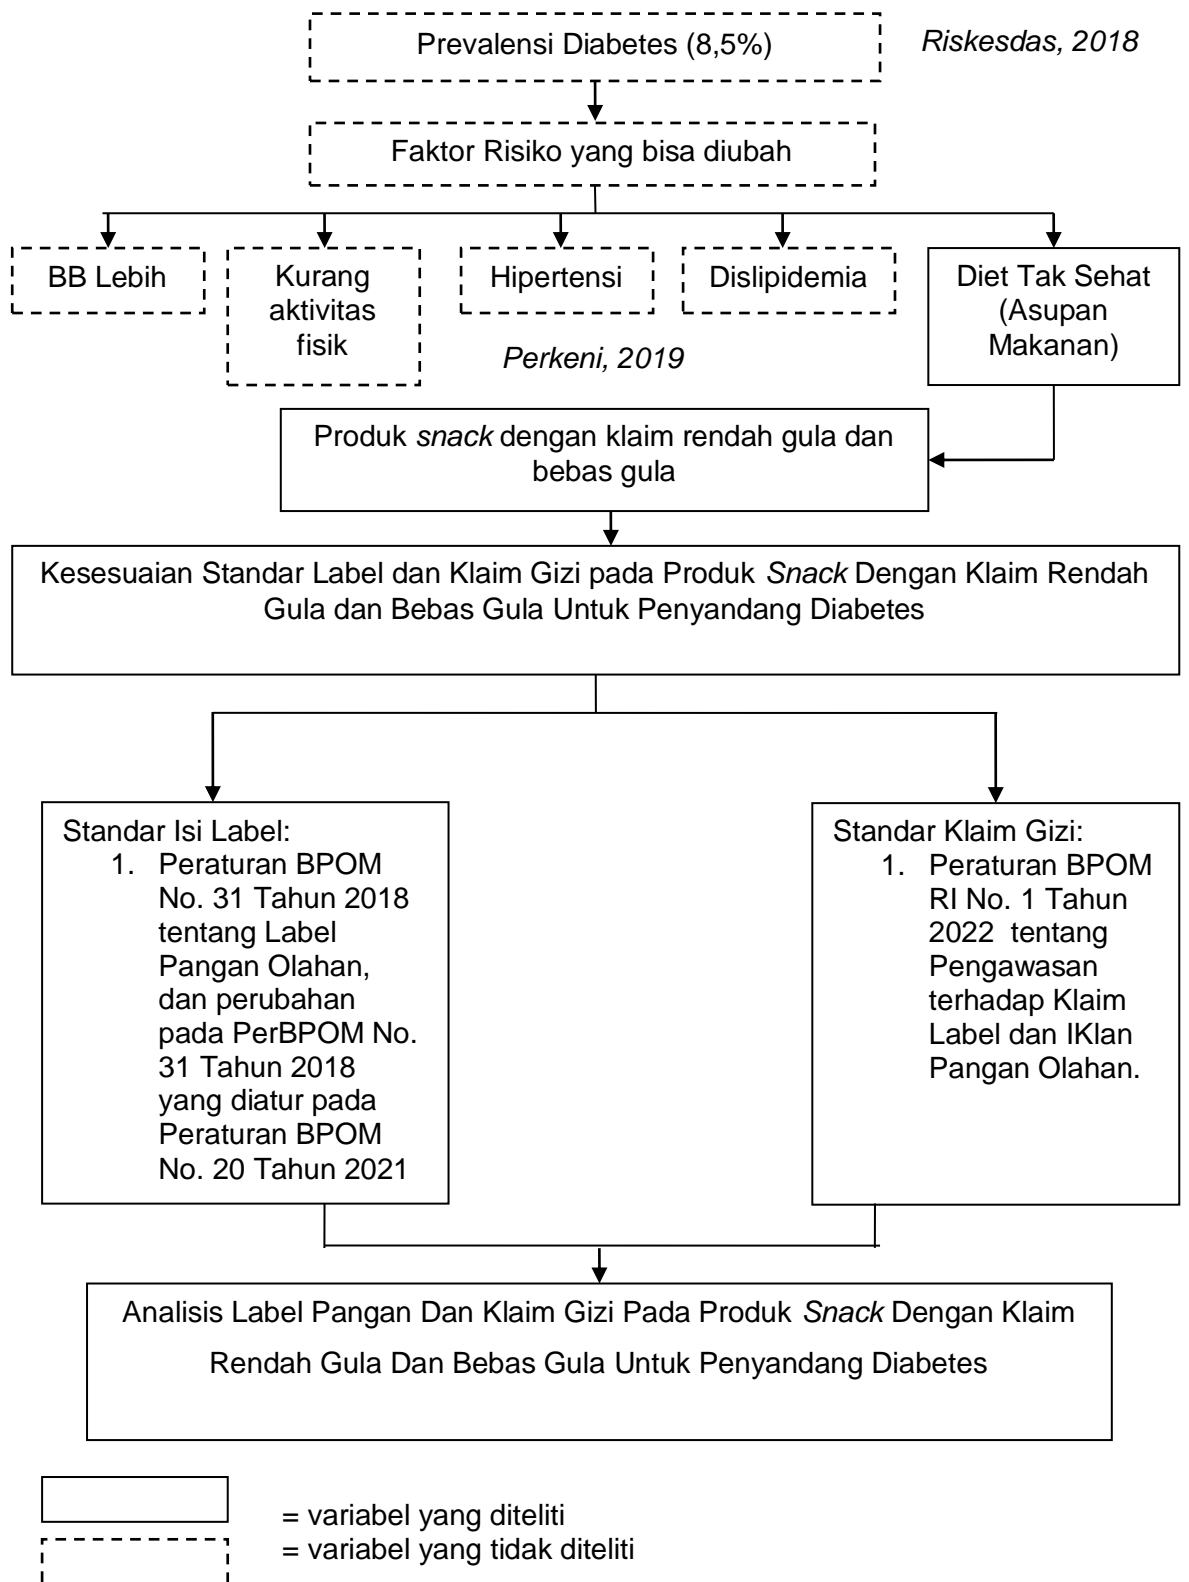 Prevalensi Diabetes (8,5%)
Riskesdas, 2018
Faktor Risiko yang bisa diubah
BB Lebih
Kurang
aktivitas
fisik
Hipertensi
Dislipidemia
Diet Tak Sehat
(Asupan
Makanan)
Perkeni, 2019
Produk snack dengan klaim rendah gula dan
bebas gula
Kesesuaian Standar Label dan Klaim Gizi pada Produk Snack Dengan Klaim Rendah
Gula dan Bebas Gula Untuk Penyandang Diabetes
Standar Isi Label:
1. Peraturan BPOM
No. 31 Tahun 2018
tentang Label
Pangan Olahan,
dan perubahan
pada PerBPOM No.
31 Tahun 2018
yang diatur pada
Peraturan BPOM
No. 20 Tahun 2021
Standar Klaim Gizi:
1. Peraturan BPOM
RI No. 1 Tahun
2022 tentang
Pengawasan
terhadap Klaim
Label dan IKlan
Pangan Olahan.
Analisis Label Pangan Dan Klaim Gizi Pada Produk Snack Dengan Klaim
Rendah Gula Dan Bebas Gula Untuk Penyandang Diabetes
= variabel yang diteliti
= variabel yang tidak diteliti